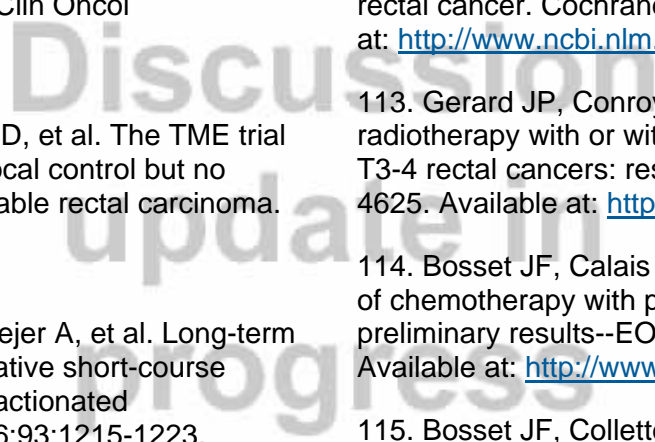 Clin Oncol
D, et al. The TME trial
ocal control but no
able rectal carcinoma.
ejer A, et al. Long-term
ative short-course
actionated
6;93:1215-1223.
rectal cancer. Cochrane
at: http://www.ncbi.nlm.
113. Gerard JP, Conroy
radiotherapy with or wit
T3-4 rectal cancers: res
4625. Available at: http
114. Bosset JF, Calais
of chemotherapy with p
preliminary results--EO
Available at: http://www
115. Bosset JF, Collette
Discussion
update in
progress